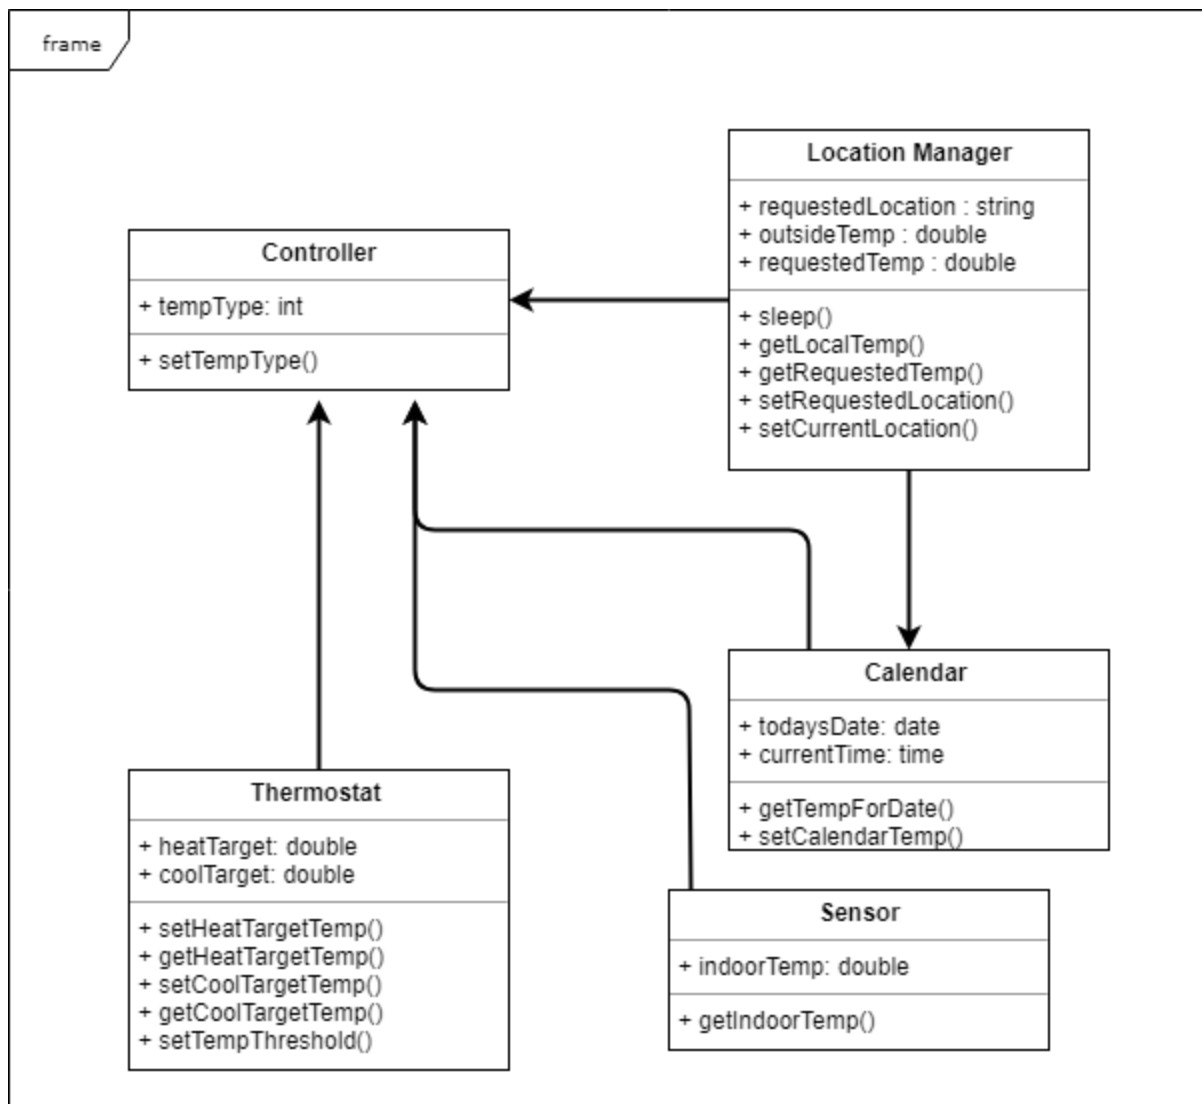 frame
Location Manager
+ requestedLocation : string
+ outsideTemp : double
+ requestedTemp : double
+ sleep()
+ getLocalTemp()
+ getRequestedTemp()
+ setRequestedLocation()
+ setCurrentLocation()
Controller
+ tempType: int
+ setTempType()
Calendar
+ todaysDate: date
+ currentTime: time
+ getTempForDate()
+ setCalendarTemp()
Thermostat
+ heatTarget: double
+ coolTarget: double
+ setHeatTargetTemp()
+ getHeatTargetTemp()
+ setCoolTargetTemp()
+ getCoolTargetTemp()
+ setTempThreshold()
Sensor
+ indoorTemp: double
+ getIndoorTemp()